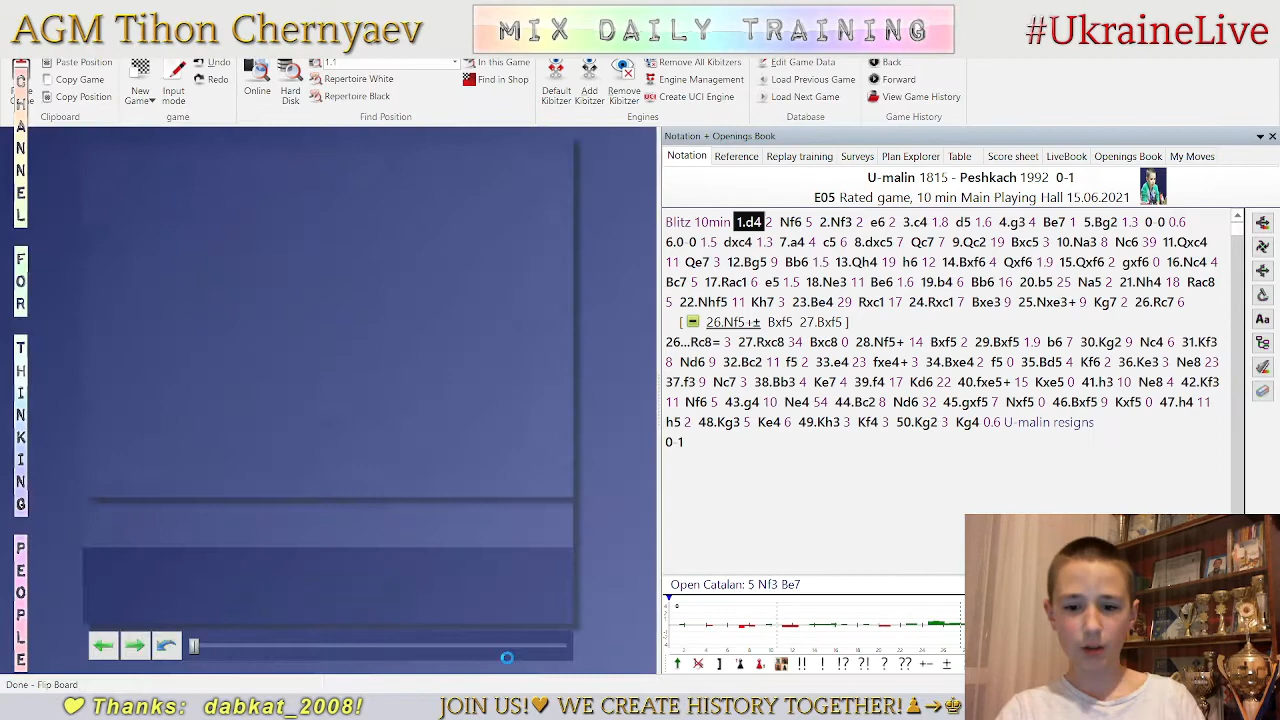 AGM Tihon Chernyaev
MIX DAILY TRAINING
#UkraineLive
CHANNEL
FOR
THINKING
PEOPLE
Paste Position
Copy Game
Copy Position
Clipboard
New
Game
Input
mode
Undo
Redo
game
Online
Hard
Disk
1.1
Repertoire White
Repertoire Black
In this Game
Find in Shop
Find Position
Default
Kibitzer
Add
Kibitzer
Remove
Kibitzer
Remove All Kibitzers
Engine Management
UCI Create UCI Engine
Engines
Edit Game Data
Load Previous Game
Load Next Game
Database
Back
Forward
View Game History
Game History
Notation + Openings Book
Notation Reference Replay training Surveys Plan Explorer Table Score sheet LiveBook Openings Book My Moves
U-malin 1815 - Peshkach 1992 0-1
E05 Rated game, 10 min Main Playing Hall 15.06.2021
Blitz 10min 1.d4 2 Nf6 5 2.Nf3 2 e6 2 3.c4 1.8 d5 1.6 4.g3 4 Be7 1 5.Bg2 1.3 0-0 0.6
6.0-0 1.5 dxc4 1.3 7.a4 4 c5 6 8.dxc5 7 Qc7 7 9.Qc2 19 Bxc5 3 10.Na3 8 Nc6 39 11.Qxc4
11 Qe7 3 12.Bg5 9 Bb6 1.5 13.Qh4 19 h6 12 14.Bxf6 4 Qxf6 1.9 15.Qxf6 2 gxf6 0 16.Nc4 4
Bc7 5 17.Rac1 6 e5 1.5 18.Ne3 11 Be6 1.6 19.b4 6 Bb6 16 20.b5 25 Na5 2 21.Nh4 18 Rac8
5 22.Nhf5 11 Kh7 3 23.Be4 29 Rxc1 17 24.Rxc1 7 Bxe3 9 25.Nxe3+ 9 Kg7 2 26.Rc7 6
[ 26.Nf5+± Bxf5 27.Bxf5 ]
26...Rc8= 3 27.Rxc8 34 Bxc8 0 28.Nf5+ 14 Bxf5 2 29.Bxf5 1.9 b6 7 30.Kg2 9 Nc4 6 31.Kf3
8 Nd6 9 32.Bc2 11 f5 2 33.e4 23 fxe4+ 3 34.Bxe4 2 f5 0 35.Bd5 4 Kf6 2 36.Ke3 3 Ne8 23
37.f3 9 Nc7 3 38.Bb3 4 Ke7 4 39.f4 17 Kd6 22 40.fxe5+ 15 Kxe5 0 41.h3 10 Ne8 4 42.Kf3
11 Nf6 5 43.g4 10 Ne4 54 44.Bc2 8 Nd6 32 45.gxf5 7 Nxf5 0 46.Bxf5 9 Kxf5 0 47.h4 11
h5 2 48.Kg3 5 Ke4 6 49.Kh3 3 Kf4 3 50.Kg2 3 Kg4 0.6 U-malin resigns
0-1
Aa
Open Catalan: 5 Nf3 Be7
2 4 6 8 10 12 14 16 18 20 22 24 26
!! ! !? ?! ? ?? +- ±
Done - Flip Board
Thanks: dabkat_2008!
JOIN US! WE CREATE HISTORY TOGETHER!